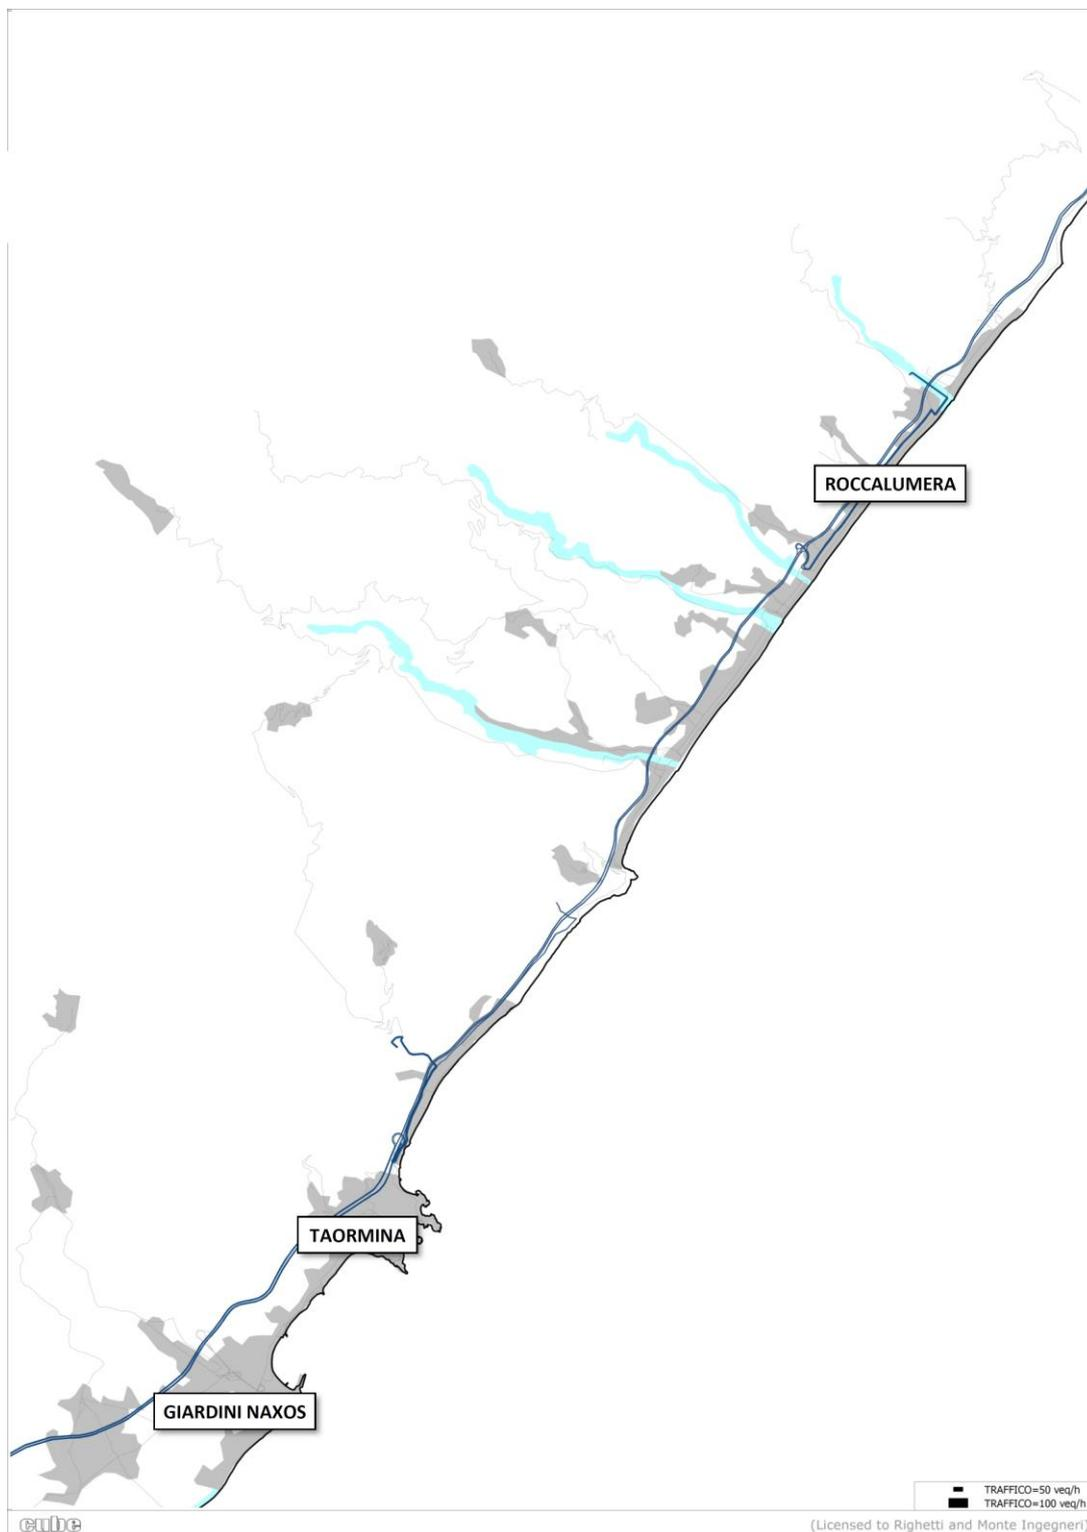 ROCCALUMERA
TAORMINA
GIARDINI NAXOS
TRAFFICO=50 veq/h
TRAFFICO=100 veq/h
cube
(Licensed to Righetti and Monte Ingegneri)